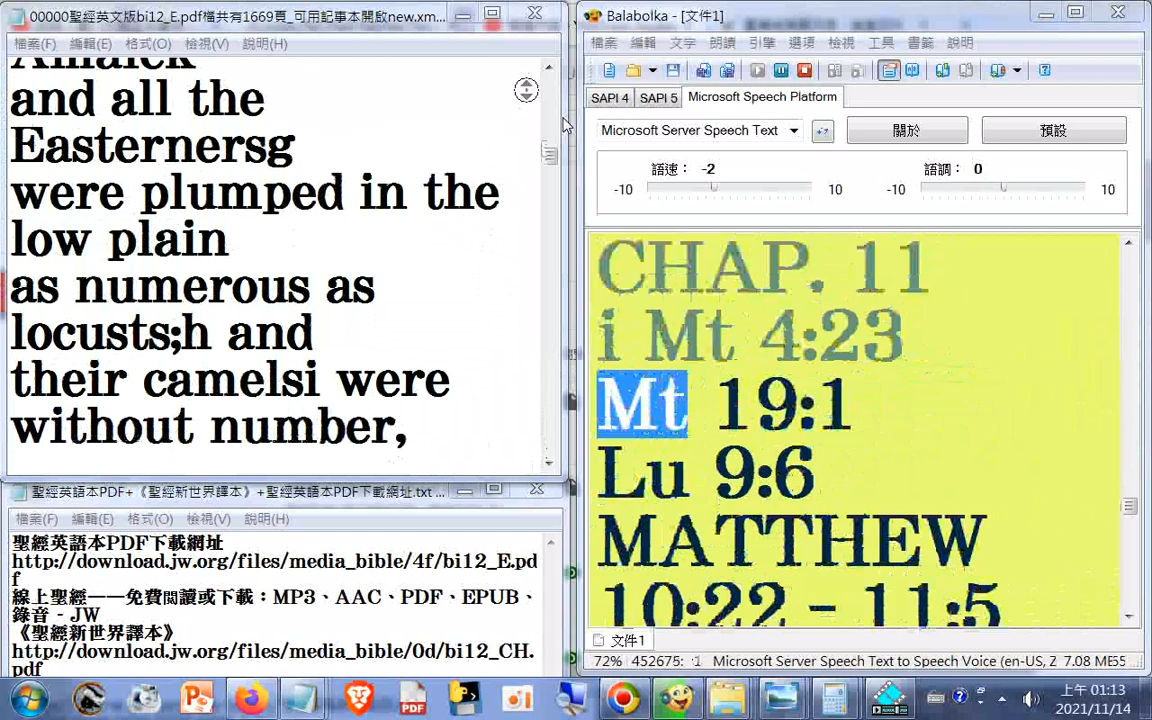 00000聖經英文版bi12_E.pdf檔共有1669頁_可用記事本開啟new.xm...
檔案(F) 編輯(E) 格式(O) 檢視(V) 說明(H)
Amalek
and all the
Easternersg
were plumped in the
low plain
as numerous as
locusts;h and
their camelsi were
without number,
聖經英語本PDF+《聖經新世界譯本》+聖經英語本PDF下載網址.txt ...
檔案(F) 編輯(E) 格式(O) 檢視(V) 說明(H)
聖經英語本PDF下載網址
http://download.jw.org/files/media_bible/4f/bi12_E.pd
f
線上聖經——免費閱讀或下載：MP3、AAC、PDF、EPUB、
錄音 - JW
《聖經新世界譯本》
http://download.jw.org/files/media_bible/0d/bi12_CH.
pdf
Balabolka - [文件1]
檔案 編輯 文字 朗讀 引擎 選項 檢視 工具 書籤 說明
SAPI 4 SAPI 5 Microsoft Speech Platform
Microsoft Server Speech Text 關於 預設
語速： -2 語調： 0
-10 10 -10 10
CHAP. 11
i Mt 4:23
Mt 19:1
Lu 9:6
MATTHEW
10:22 - 11:5
文件1
72% 452675: 1 Microsoft Server Speech Text to Speech Voice (en-US, Z 7.08 ME55
上午 01:13
2021/11/14